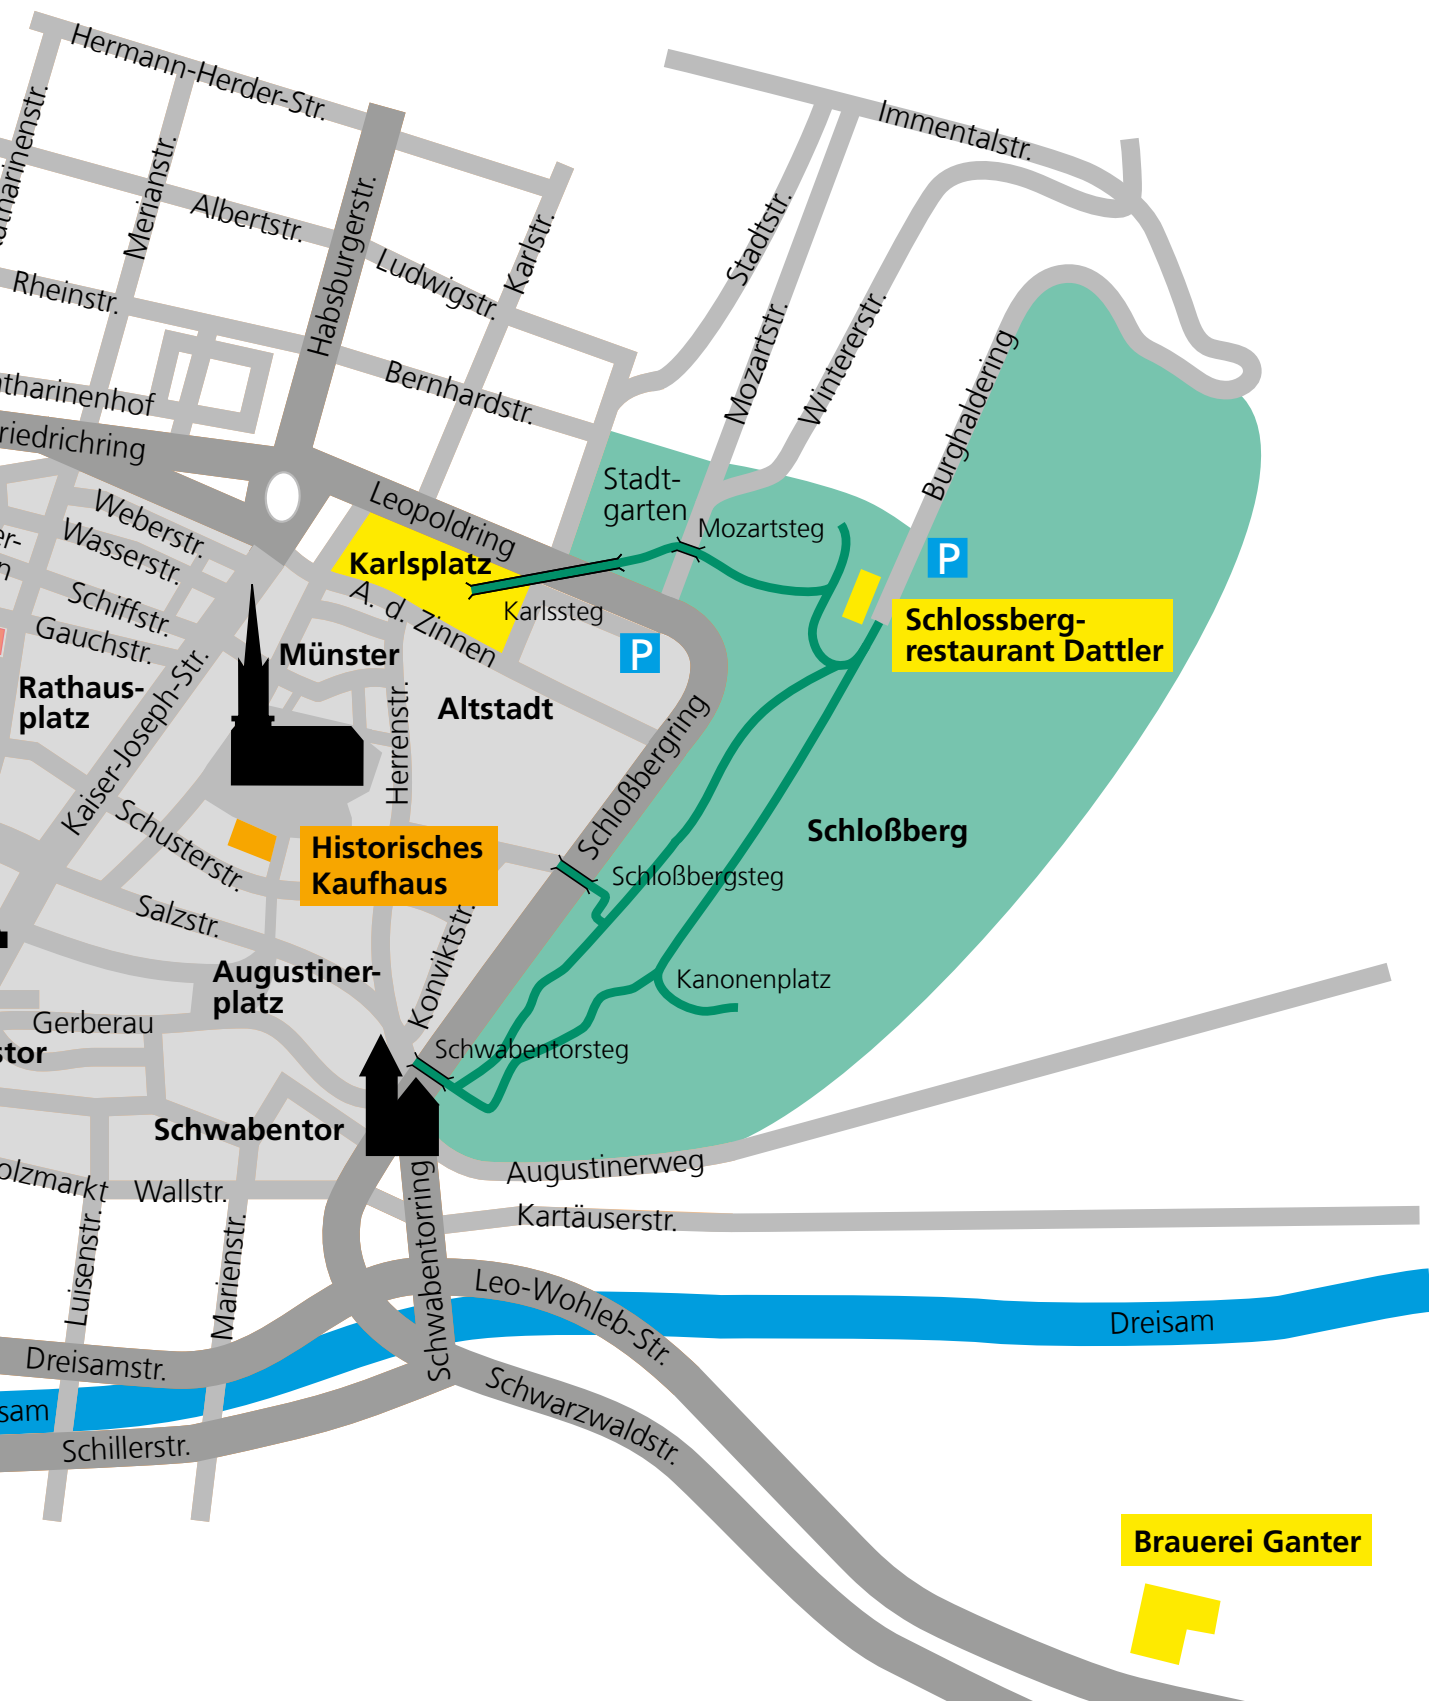 Hermann-Herder-Str.
Immentalstr.
Merianstr.
Albertstr.
Habsburgerstr.
Karlstr.
Ludwigstr.
Stadtstr.
Rheinstr.
Mozartstr.
Wintererstr.
Burghaldering
Bernhardstr.
Leopoldring
Stadt-
garten
Mozartsteg
Weberstr.
Wasserstr.
Karlsplatz
P
Schiffstr.
A. d. Zinnen
Karlssteg
Schlossberg-
restaurant Dattler
Gauchstr.
Münster
P
Rathaus-
platz
Kaiser-Joseph-Str.
Herrenstr.
Altstadt
Schloßbergring
Schusterstr.
Historisches
Kaufhaus
Schloßberg
Schloßbergsteg
Salzstr.
Konviktstr.
Augustiner-
platz
Kanonenplatz
Gerberau
Schwabentorsteg
Schwabentor
Augustinerweg
Wallstr.
Kartäuserstr.
Luisenstr.
Marienstr.
Schwabentorring
Leo-Wohleb-Str.
Dreisam
Dreisamstr.
Schwarzwaldstr.
Schillerstr.
Brauerei Ganter